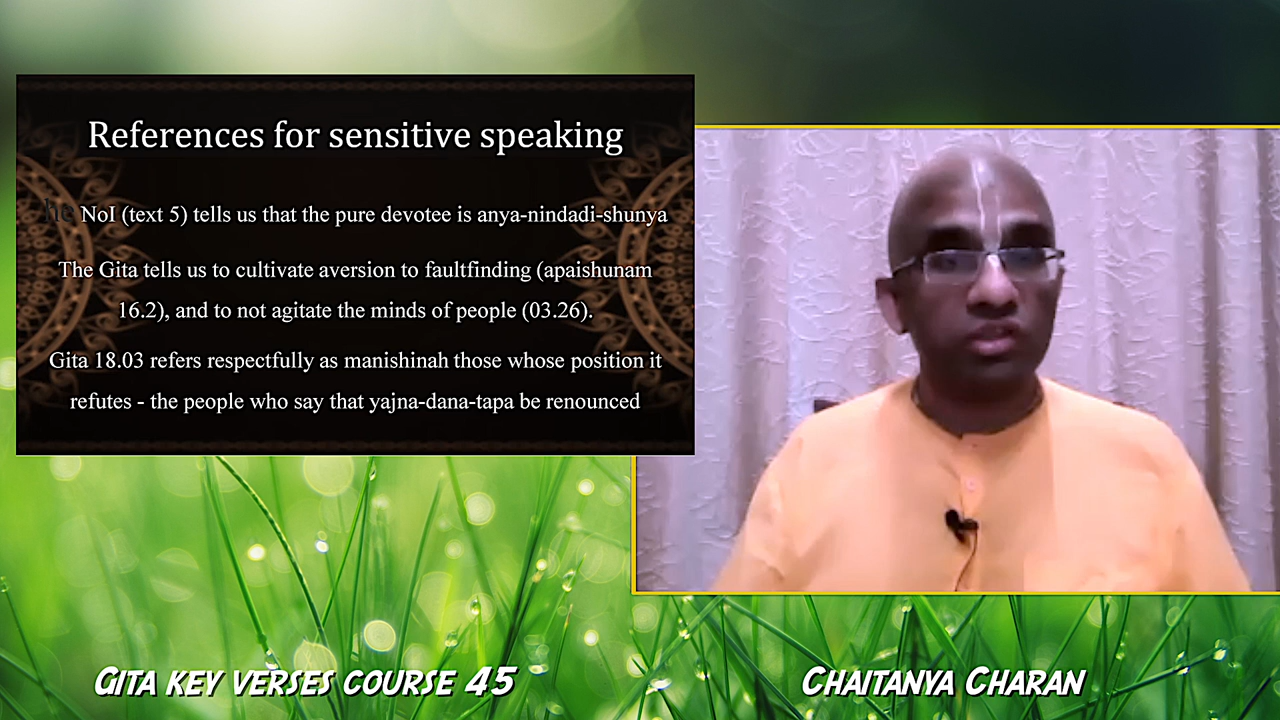 References for sensitive speaking
he NoI (text 5) tells us that the pure devotee is anya-nindadi-shunya
The Gita tells us to cultivate aversion to faultfinding (apaishunam
16.2), and to not agitate the minds of people (03.26).
Gita 18.03 refers respectfully as manishinah those whose position it
refutes - the people who say that yajna-dana-tapa be renounced
GITA KEY VERSES COURSE 45
CHAITANYA CHARAN